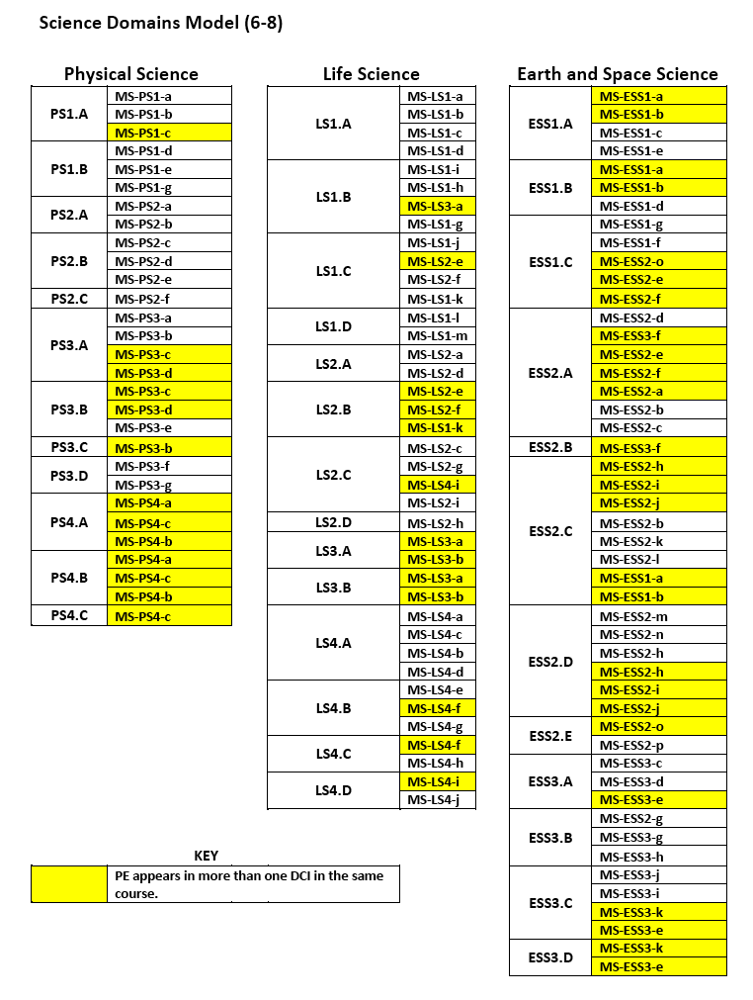 Science Domains Model (6-8)
Physical Science
PS1.A
MS-PS1-a
MS-PS1-b
MS-PS1-c
PS1.B
MS-PS1-d
MS-PS1-e
MS-PS1-g
PS2.A
MS-PS2-a
MS-PS2-b
PS2.B
MS-PS2-c
MS-PS2-d
MS-PS2-e
PS2.C
MS-PS2-f
PS3.A
MS-PS3-a
MS-PS3-b
MS-PS3-c
MS-PS3-d
PS3.B
MS-PS3-c
MS-PS3-d
MS-PS3-e
PS3.C
MS-PS3-b
PS3.D
MS-PS3-f
MS-PS3-g
PS4.A
MS-PS4-a
MS-PS4-c
MS-PS4-b
PS4.B
MS-PS4-a
MS-PS4-c
MS-PS4-b
PS4.C
MS-PS4-c
Life Science
LS1.A
MS-LS1-a
MS-LS1-b
MS-LS1-c
MS-LS1-d
LS1.B
MS-LS1-i
MS-LS1-h
MS-LS3-a
MS-LS1-g
LS1.C
MS-LS1-j
MS-LS2-e
MS-LS2-f
MS-LS1-k
LS1.D
MS-LS1-l
MS-LS1-m
LS2.A
MS-LS2-a
MS-LS2-d
LS2.B
MS-LS2-e
MS-LS2-f
MS-LS1-k
LS2.C
MS-LS2-c
MS-LS2-g
MS-LS4-i
MS-LS2-i
LS2.D
MS-LS2-h
LS3.A
MS-LS3-a
MS-LS3-b
LS3.B
MS-LS3-a
MS-LS3-b
LS4.A
MS-LS4-a
MS-LS4-c
MS-LS4-b
MS-LS4-d
LS4.B
MS-LS4-e
MS-LS4-f
MS-LS4-g
LS4.C
MS-LS4-f
MS-LS4-h
LS4.D
MS-LS4-i
MS-LS4-j
Earth and Space Science
ESS1.A
MS-ESS1-a
MS-ESS1-b
MS-ESS1-c
MS-ESS1-e
ESS1.B
MS-ESS1-a
MS-ESS1-b
MS-ESS1-d
ESS1.C
MS-ESS1-g
MS-ESS1-f
MS-ESS2-o
MS-ESS2-e
MS-ESS2-f
ESS2.A
MS-ESS2-d
MS-ESS3-f
MS-ESS2-e
MS-ESS2-f
MS-ESS2-a
MS-ESS2-b
MS-ESS2-c
ESS2.B
MS-ESS3-f
ESS2.C
MS-ESS2-h
MS-ESS2-i
MS-ESS2-j
MS-ESS2-b
MS-ESS2-k
MS-ESS2-l
MS-ESS1-a
MS-ESS1-b
ESS2.D
MS-ESS2-m
MS-ESS2-n
MS-ESS2-h
MS-ESS2-h
MS-ESS2-i
MS-ESS2-j
ESS2.E
MS-ESS2-o
MS-ESS2-p
ESS3.A
MS-ESS3-c
MS-ESS3-d
MS-ESS3-e
ESS3.B
MS-ESS2-g
MS-ESS3-g
MS-ESS3-h
ESS3.C
MS-ESS3-j
MS-ESS3-i
MS-ESS3-k
MS-ESS3-e
ESS3.D
MS-ESS3-k
MS-ESS3-e
KEY
PE appears in more than one DCI in the same
course.